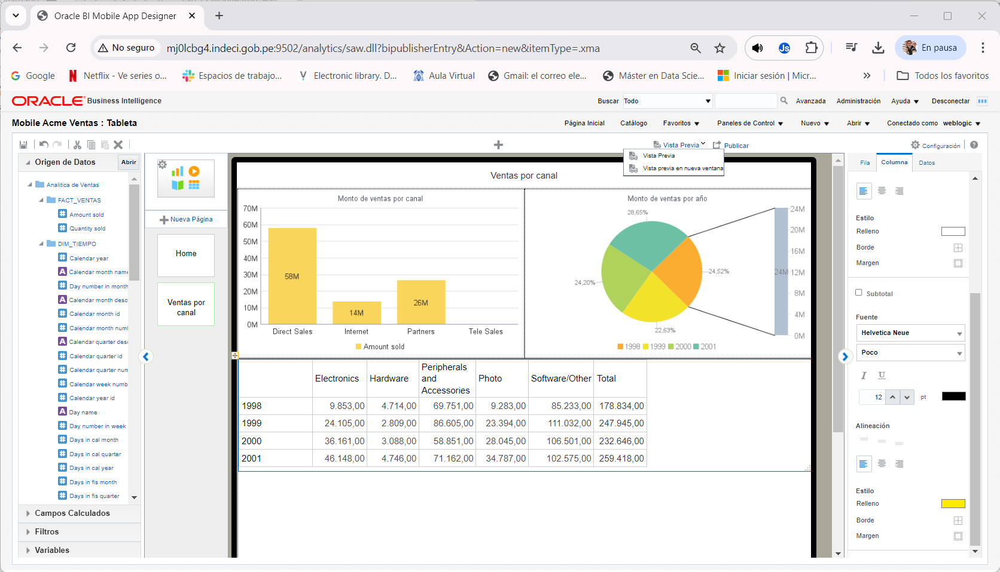 Oracle BI Mobile App Designer
No seguro
mj0lcbg4.indeci.gob.pe:9502/analytics/saw.dll?bipublisherEntry&Action=new&itemType=.xma
JS
En pausa
Google
Netflix - Ve series o...
Espacios de trabajo...
Electronic library. D...
Aula Virtual
Gmail: el correo ele...
Máster en Data Scie...
Iniciar sesión | Micr...
Todos los favoritos
ORACLE Business Intelligence
Buscar
Todo
Avanzada
Administración
Ayuda
Desconectar
Mobile Acme Ventas : Tableta
Página Inicial
Catálogo
Favoritos
Paneles de Control
Nuevo
Abrir
Conectado como weblogic
Vista Previa
Publicar
Configuración
Vista Previa
Vista previa en nueva ventana
Origen de Datos
Abrir
Analitica de Ventas
FACT_VENTAS
Amount sold
Quantity sold
DIM_TIEMPO
Calendar year
Calendar month name
Day number in month
Calendar month desc
Calendar month id
Calendar month numl
Calendar quarter des
Calendar quarter id
Calendar quarter num
Calendar week numb
Calendar year id
Day name
Day number in week
Days in cal month
Days in cal quarter
Days in cal year
Days in fis month
Days in fis quarter
Campos Calculados
Filtros
Variables
Nueva Página
Home
Ventas por
canal
Ventas por canal
Monto de ventas por canal
70M
60M
50M
40M
30M
20M
10M
0M
58M
14M
26M
Direct Sales
Internet
Partners
Tele Sales
Amount sold
Monto de ventas por año
28,65%
24,52%
24,20%
22,63%
24M
24M
20M
16M
12M
8M
4M
0M
1998 1999 2000 2001
Electronics Hardware Peripherals
and
Accessories Photo Software/Other Total
1998 9.853,00 4.714,00 69.751,00 9.283,00 85.233,00 178.834,00
1999 24.105,00 2.809,00 86.605,00 23.394,00 111.032,00 247.945,00
2000 36.161,00 3.088,00 58.851,00 28.045,00 106.501,00 232.646,00
2001 46.148,00 4.746,00 71.162,00 34.787,00 102.575,00 259.418,00
Fila
Columna
Datos
Estilo
Relleno
Borde
Margen
Subtotal
Fuente
Helvetica Neue
Poco
I U
12 pt
Alineación
Estilo
Relleno
Borde
Margen